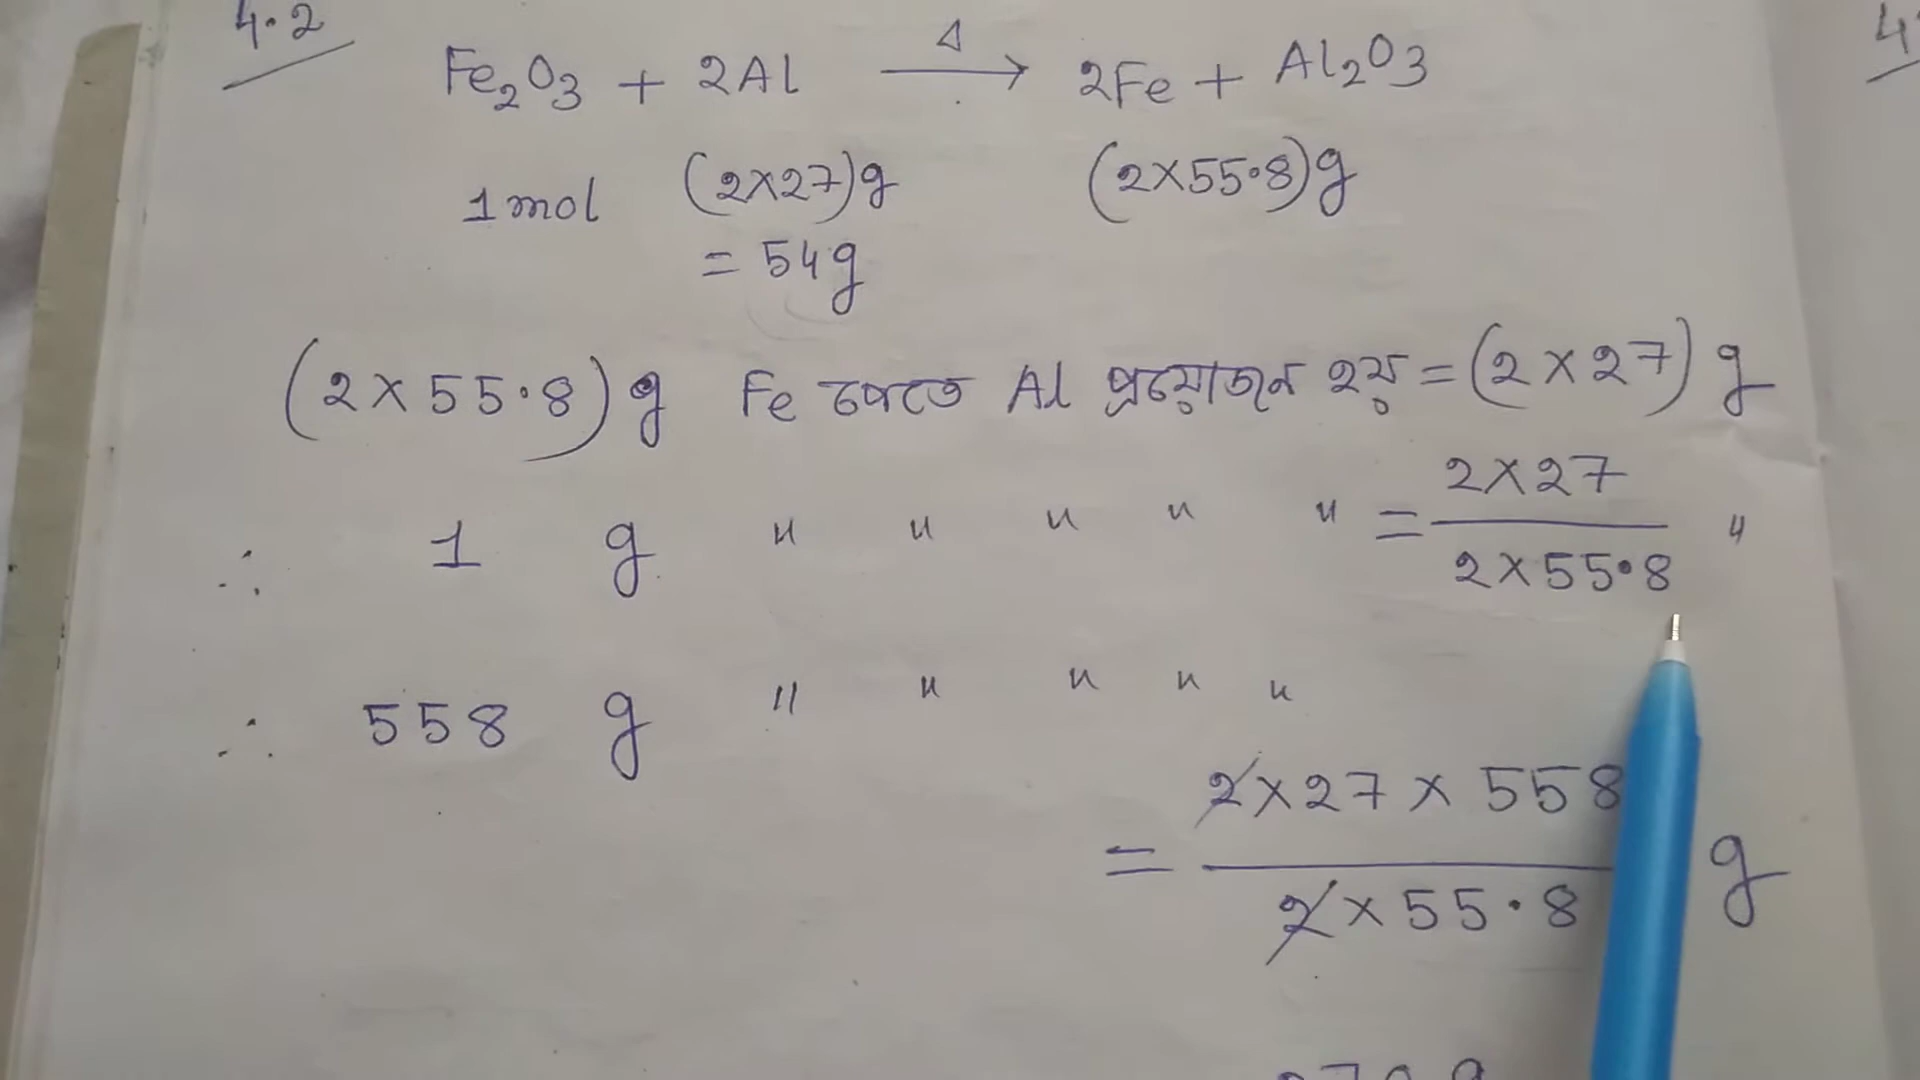 4.2
Δ
Fe₂O₃ + 2Al → 2Fe + Al₂O₃
1 mol (2×27)g (2×55.8)g
= 54g
(2×55.8) g Fe পেতে Al প্রয়োজন হয় = (2×27) g
∴ 1 g " " " " " = 2×27 / 2×55.8 "
∴ 558 g " " " " "
= 2×27×558 / 2×55.8 g